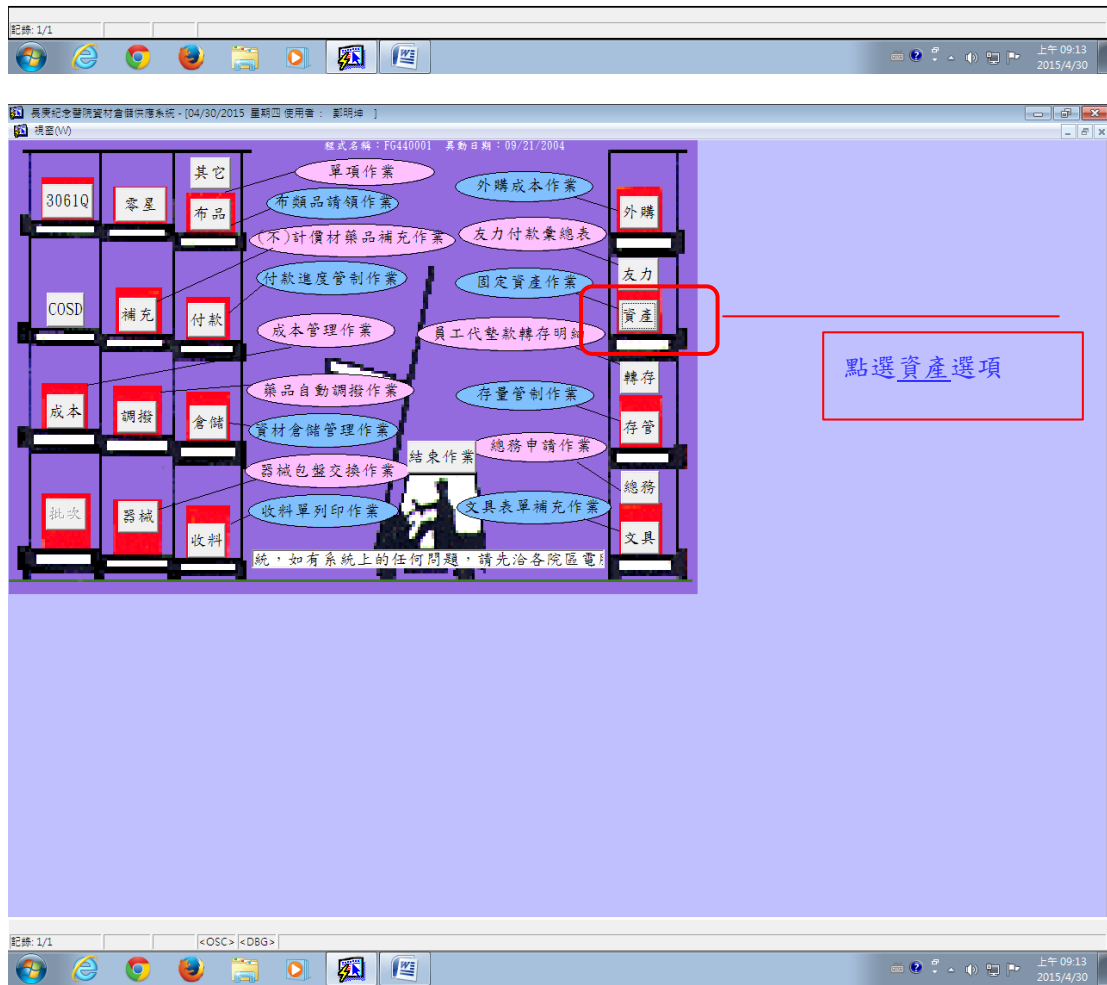 記錄: 1/1
上午 09:13
2015/4/30
長庚紀念醫院資材倉儲供應系統 - [04/30/2015 星期四 使用者： 鄭明坤 ]
視窗(W)
程式名稱：FG440001 異動日期：09/21/2004
其它
單項作業
外購成本作業
3061Q
零星
布品
布類品請領作業
外購
(不)計價材藥品補充作業
友力付款彙總表
付款進度管制作業
固定資產作業
友力
COSD
補充
付款
資產
成本管理作業
員工代墊款轉存明細
點選資產選項
藥品自動調撥作業
存量管制作業
轉存
成本
調撥
倉儲
資材倉儲管理作業
存管
結束作業
總務申請作業
器械包盤交換作業
總務
批次
器械
收料
收料單列印作業
文具表單補充作業
文具
統，如有系統上的任何問題，請先洽各院區電
記錄: 1/1
<OSC>
<DBG>
上午 09:13
2015/4/30